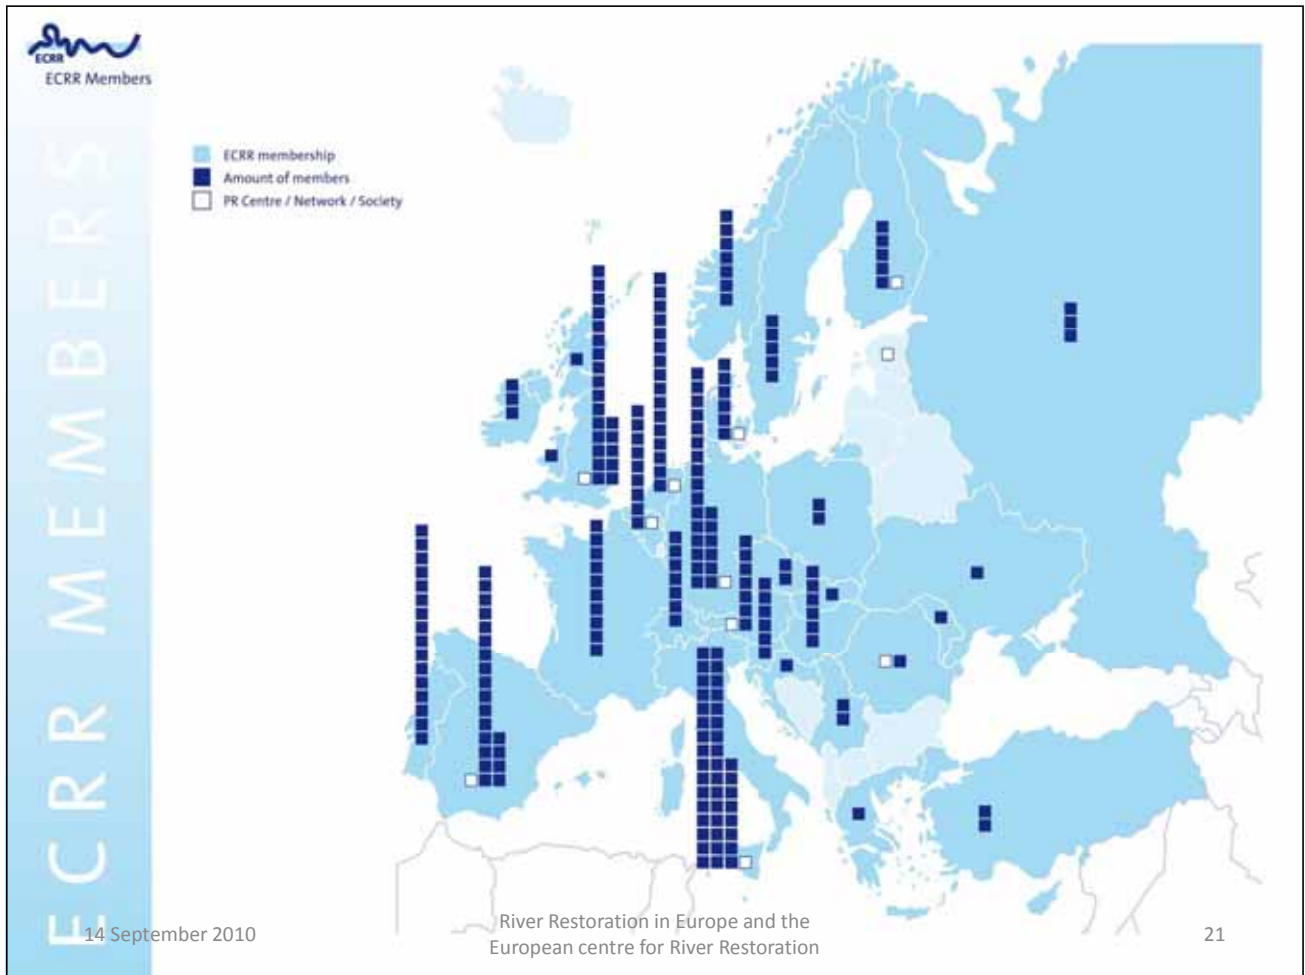 ECRR
ECRR Members
ECRR MEMBERS
ECRR membership
Amount of members
PR Centre / Network / Society
14 September 2010
River Restoration in Europe and the
European centre for River Restoration
21